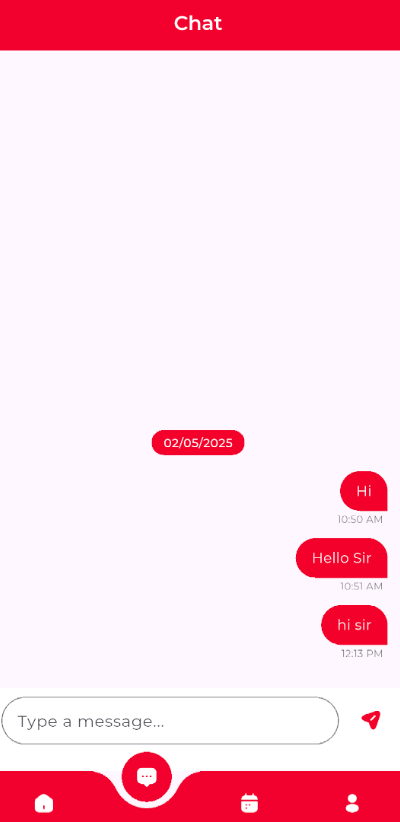 Chat
02/05/2025
Hi
10:50 AM
Hello Sir
10:51 AM
hi sir
12:13 PM
Type a message...